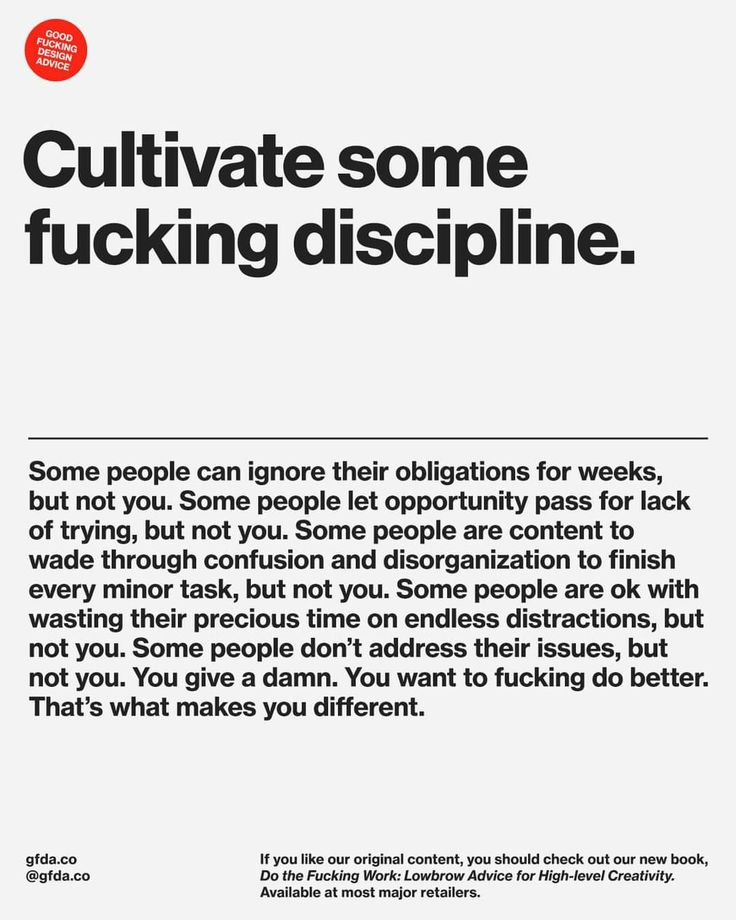 GOOD
FUCKING
DESIGN
ADVICE
Cultivate some
fucking discipline.
Some people can ignore their obligations for weeks,
but not you. Some people let opportunity pass for lack
of trying, but not you. Some people are content to
wade through confusion and disorganization to finish
every minor task, but not you. Some people are ok with
wasting their precious time on endless distractions, but
not you. Some people don’t address their issues, but
not you. You give a damn. You want to fucking do better.
That’s what makes you different.
gfda.co
@gfda.co
If you like our original content, you should check out our new book,
Do the Fucking Work: Lowbrow Advice for High-level Creativity.
Available at most major retailers.